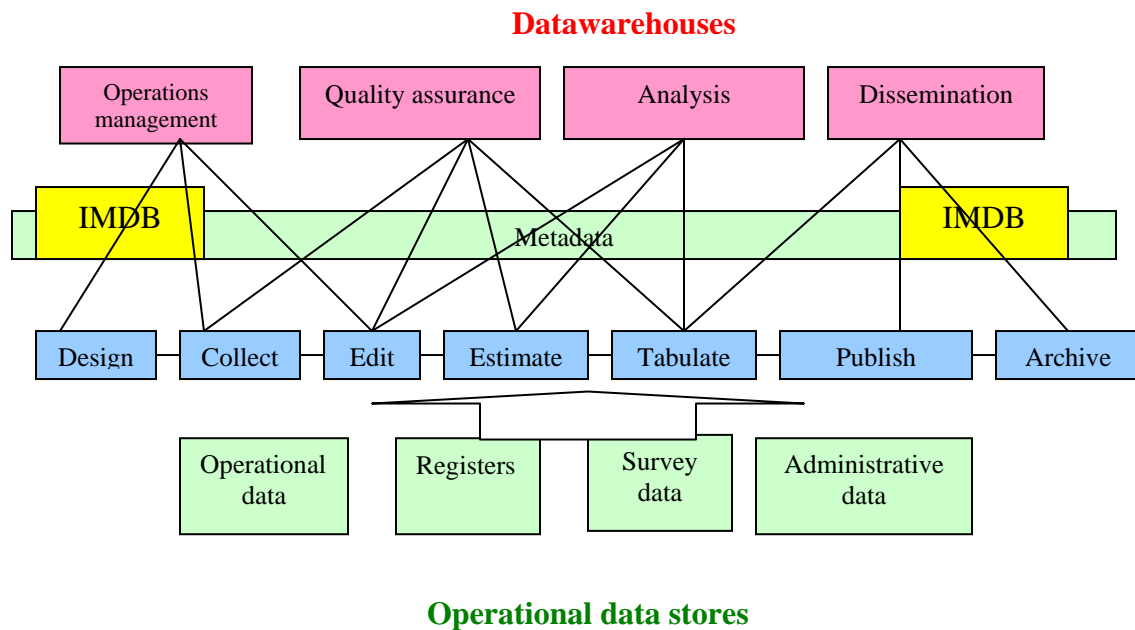 Datawarehouses
Operations
management
Quality assurance
Analysis
Dissemination
IMDB
Metadata
IMDB
Design
Collect
Edit
Estimate
Tabulate
Publish
Archive
Operational
data
Registers
Survey
data
Administrative
data
Operational data stores